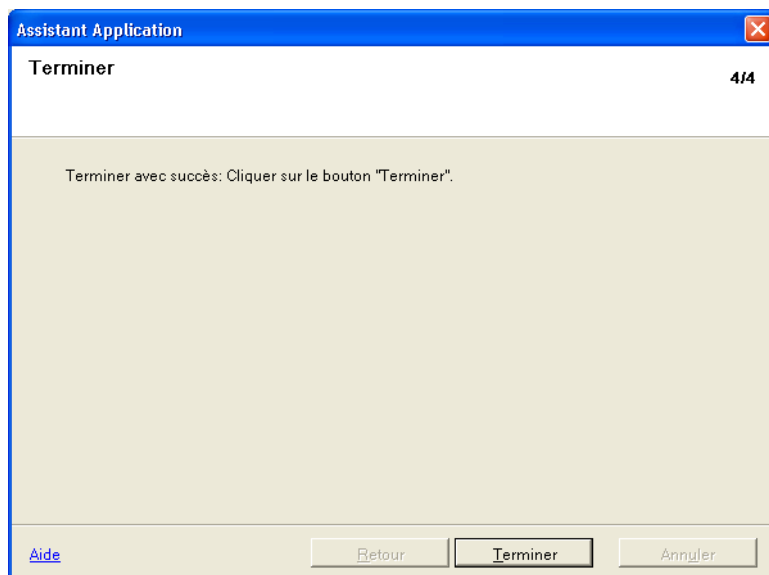 Assistant Application
Terminer
4/4
Terminer avec succès: Cliquer sur le bouton "Terminer".
Aide
Retour
Terminer
Annuler